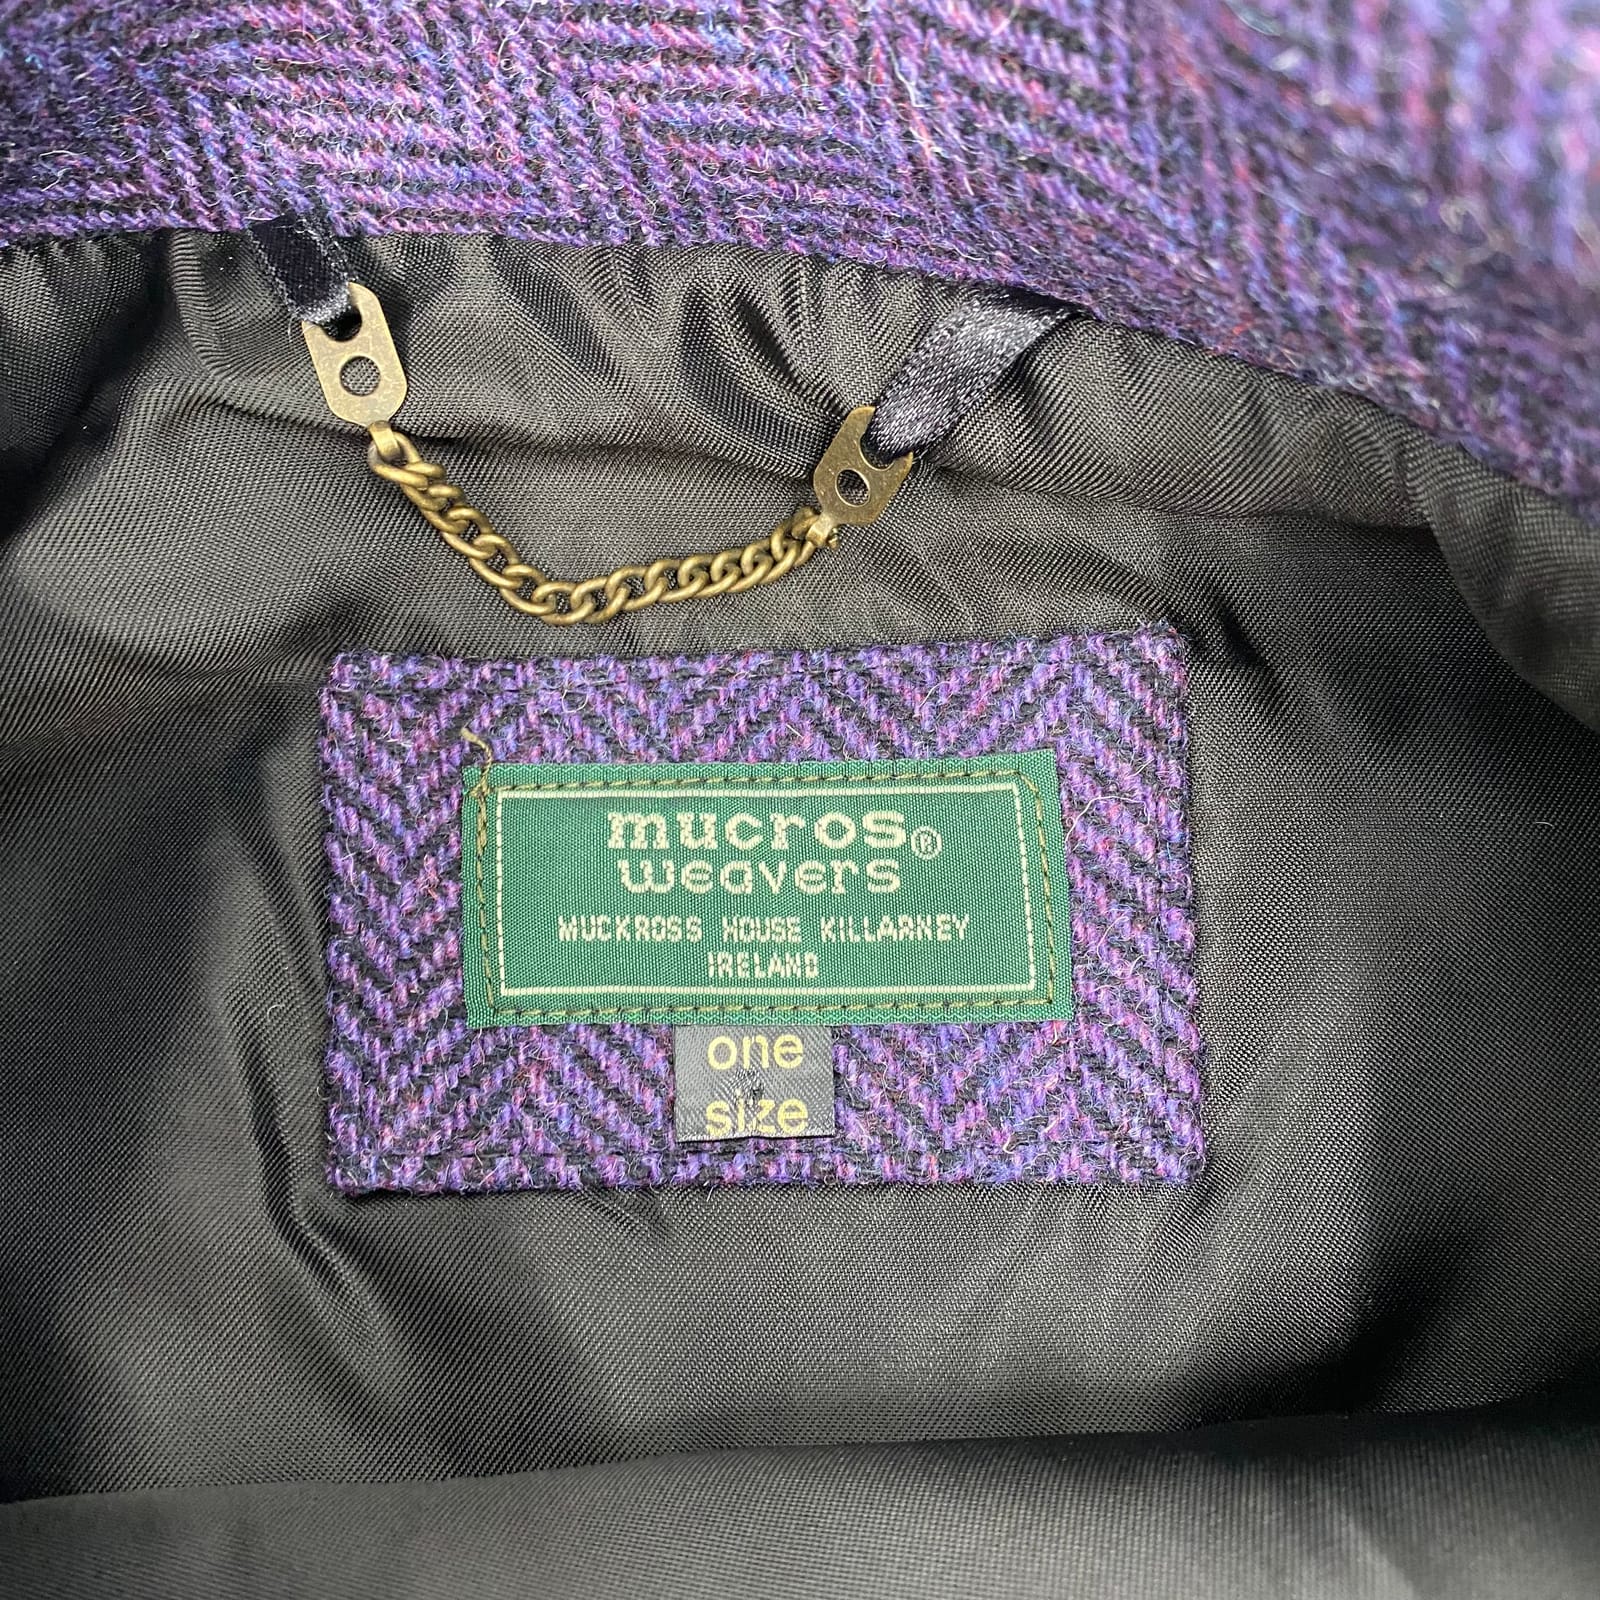 mucros®
weavers
MUCKROSS HOUSE KILLARNEY
IRELAND
one
size